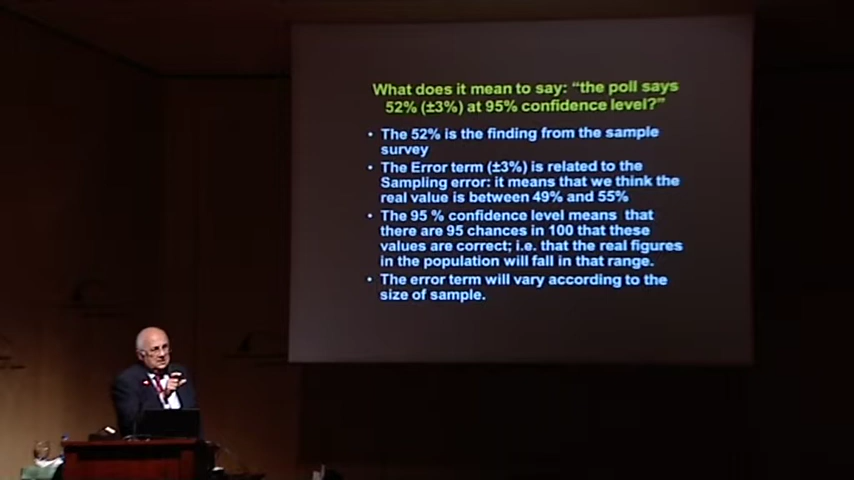 What does it mean to say: "the poll says
52% (±3%) at 95% confidence level?"
• The 52% is the finding from the sample
survey
• The Error term (±3%) is related to the
Sampling error: it means that we think the
real value is between 49% and 55%
• The 95 % confidence level means that
there are 95 chances in 100 that these
values are correct; i.e. that the real figures
in the population will fall in that range.
• The error term will vary according to the
size of sample.